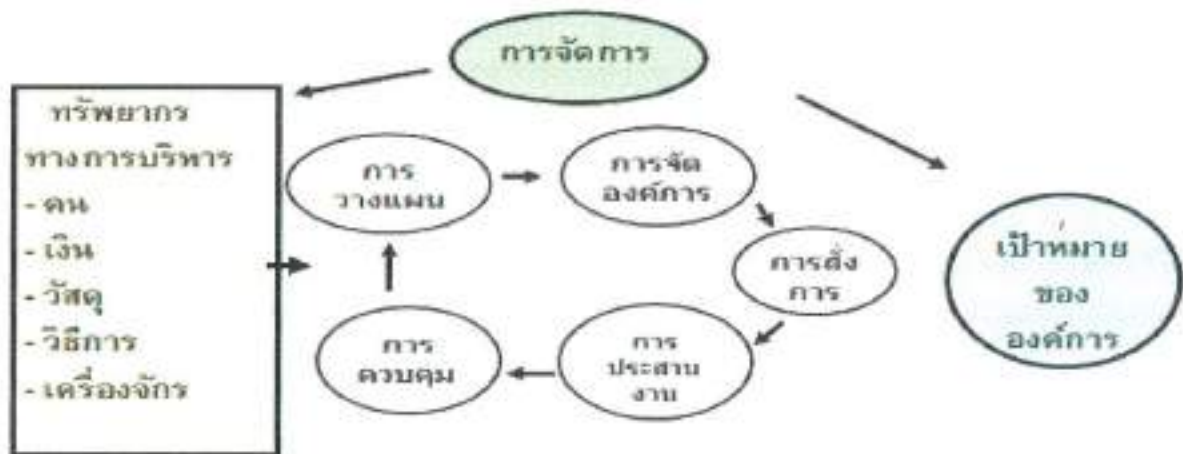 การจัดการ
ทรัพยากร
ทางการบริหาร
- คน
- เงิน
- วัสดุ
- วิธีการ
- เครื่องจักร
การ
วางแผน
การจัด
องค์การ
การสั่ง
การ
การ
ประสาน
งาน
การ
ควบคุม
เป้าหมาย
ของ
องค์การ